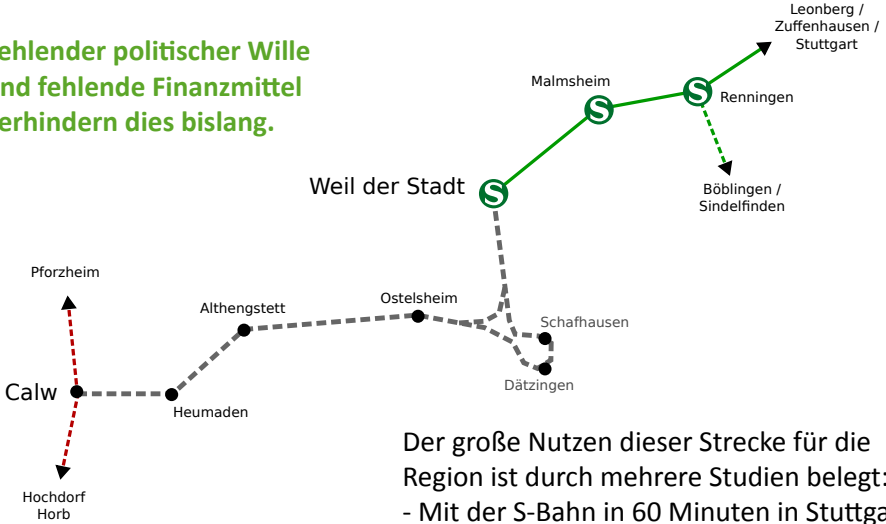 ehlender politischer Wille
nd fehlende Finanzmittel
erhindern dies bislang.
Leonberg /
Zuffenhausen /
Stuttgart
Malmsheim
S
S
Renningen
Weil der Stadt
S
Böblingen /
Sindelfinden
Pforzheim
Althengstett
Ostelsheim
Schafhausen
Dätzingen
Calw
Heumaden
Hochdorf
Horb
Der große Nutzen dieser Strecke für die
Region ist durch mehrere Studien belegt:
- Mit der S-Bahn in 60 Minuten in Stuttga